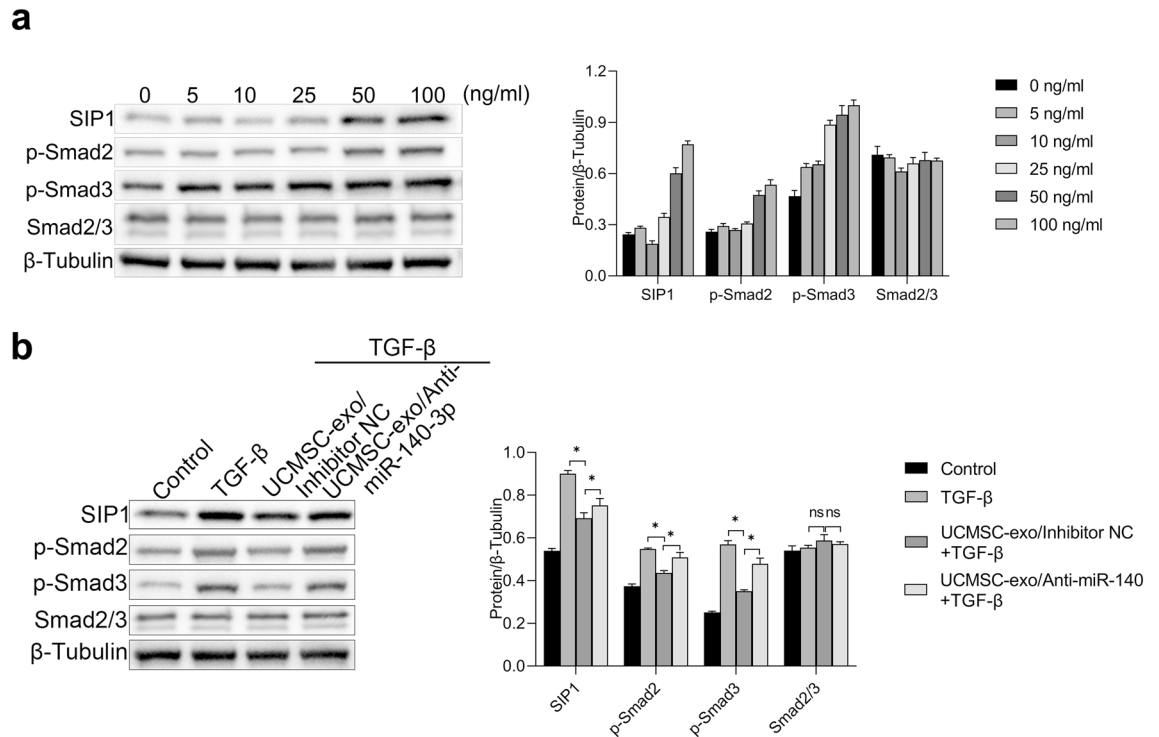 a
0 5 10 25 50 100 (ng/ml)
SIP1
p-Smad2
p-Smad3
Smad2/3
β-Tubulin
Protein/β-Tubulin
1.2
0.9
0.6
0.3
0.0
SIP1 p-Smad2 p-Smad3 Smad2/3
0 ng/ml
5 ng/ml
10 ng/ml
25 ng/ml
50 ng/ml
100 ng/ml
b
TGF-β
Control
TGF-β
UCMSC-exo/
Inhibitor NC
UCMSC-exo/Anti-
miR-140-3p
SIP1
p-Smad2
p-Smad3
Smad2/3
β-Tubulin
Protein/β-Tubulin
1.0
0.8
0.6
0.4
0.2
0.0
* * * * * * ns ns
SIP1 p-Smad2 p-Smad3 Smad2/3
Control
TGF-β
UCMSC-exo/Inhibitor NC
+TGF-β
UCMSC-exo/Anti-miR-140
+TGF-β